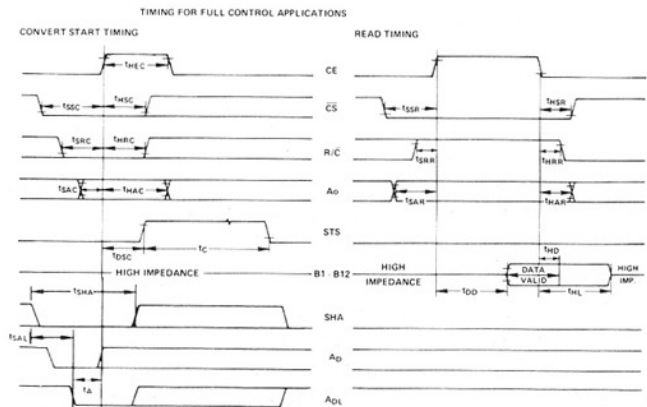 TIMING FOR FULL CONTROL APPLICATIONS
CONVERT START TIMING
READ TIMING
tHEC
CE
tSSC
tHSC
CS
tSSR
tHSR
tSRC
tHRC
R/C
tSRR
tHRR
tSAC
tHAC
Ao
tSAR
tHAR
STS
tDSC
tC
tHD
HIGH IMPEDANCE
B1 - B12
HIGH
IMPEDANCE
DATA
VALID
HIGH
IMP.
tSHA
tDD
tHL
SHA
tSAL
AD
tA
ADL